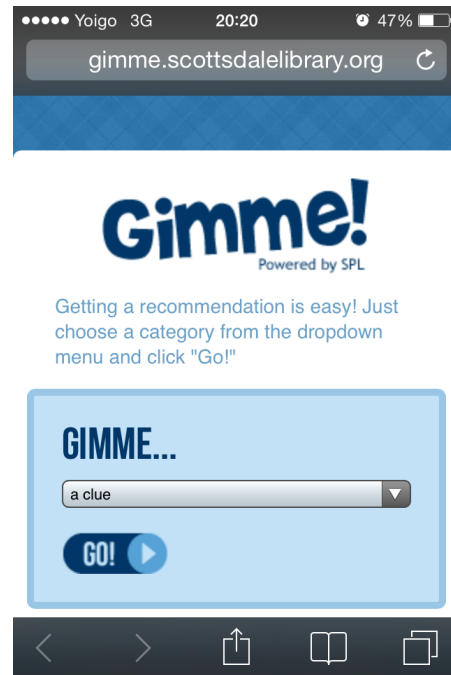 Yoigo 3G 20:20 47%
gimme.scottsdalelibrary.org
Gimme!
Powered by SPL
Getting a recommendation is easy! Just
choose a category from the dropdown
menu and click "Go!"
GIMME...
a clue
GO!